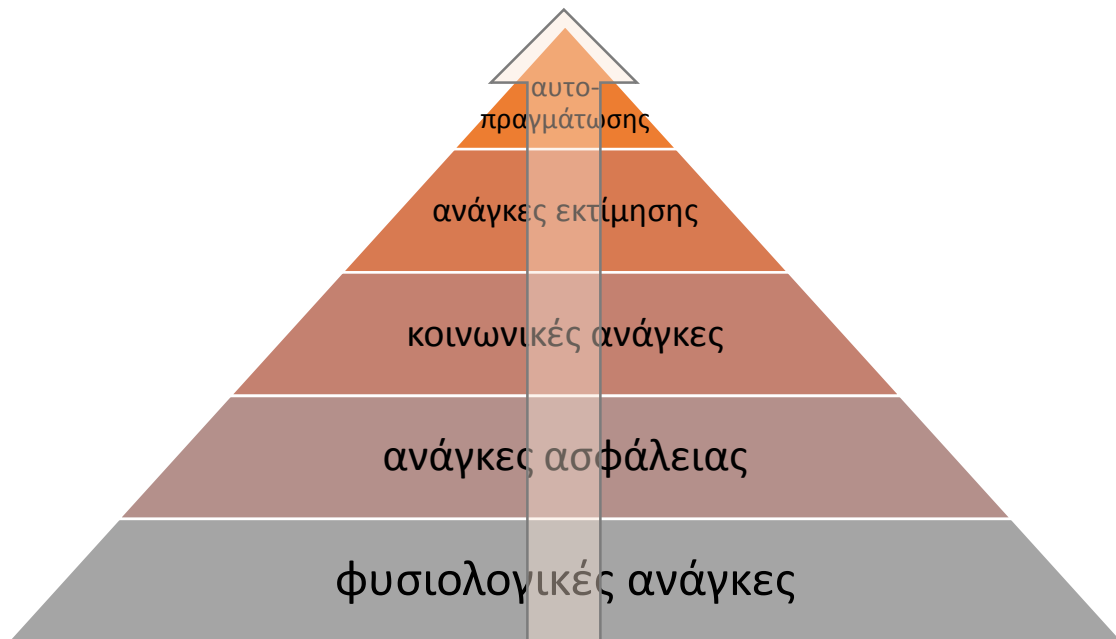 αυτο-
πραγμάτωσης
ανάγκες εκτίμησης
κοινωνικές ανάγκες
ανάγκες ασφάλειας
φυσιολογικές ανάγκες